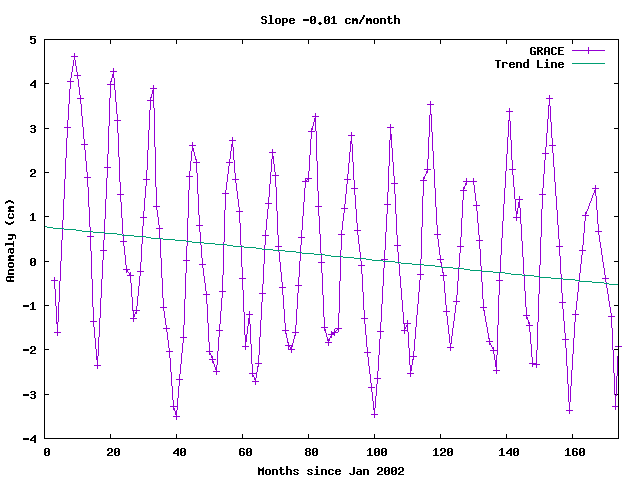 Slope -0.01 cm/month
GRACE
Trend Line
5
4
3
2
1
0
-1
-2
-3
-4
Anomaly (cm)
0 20 40 60 80 100 120 140 160
Months since Jan 2002